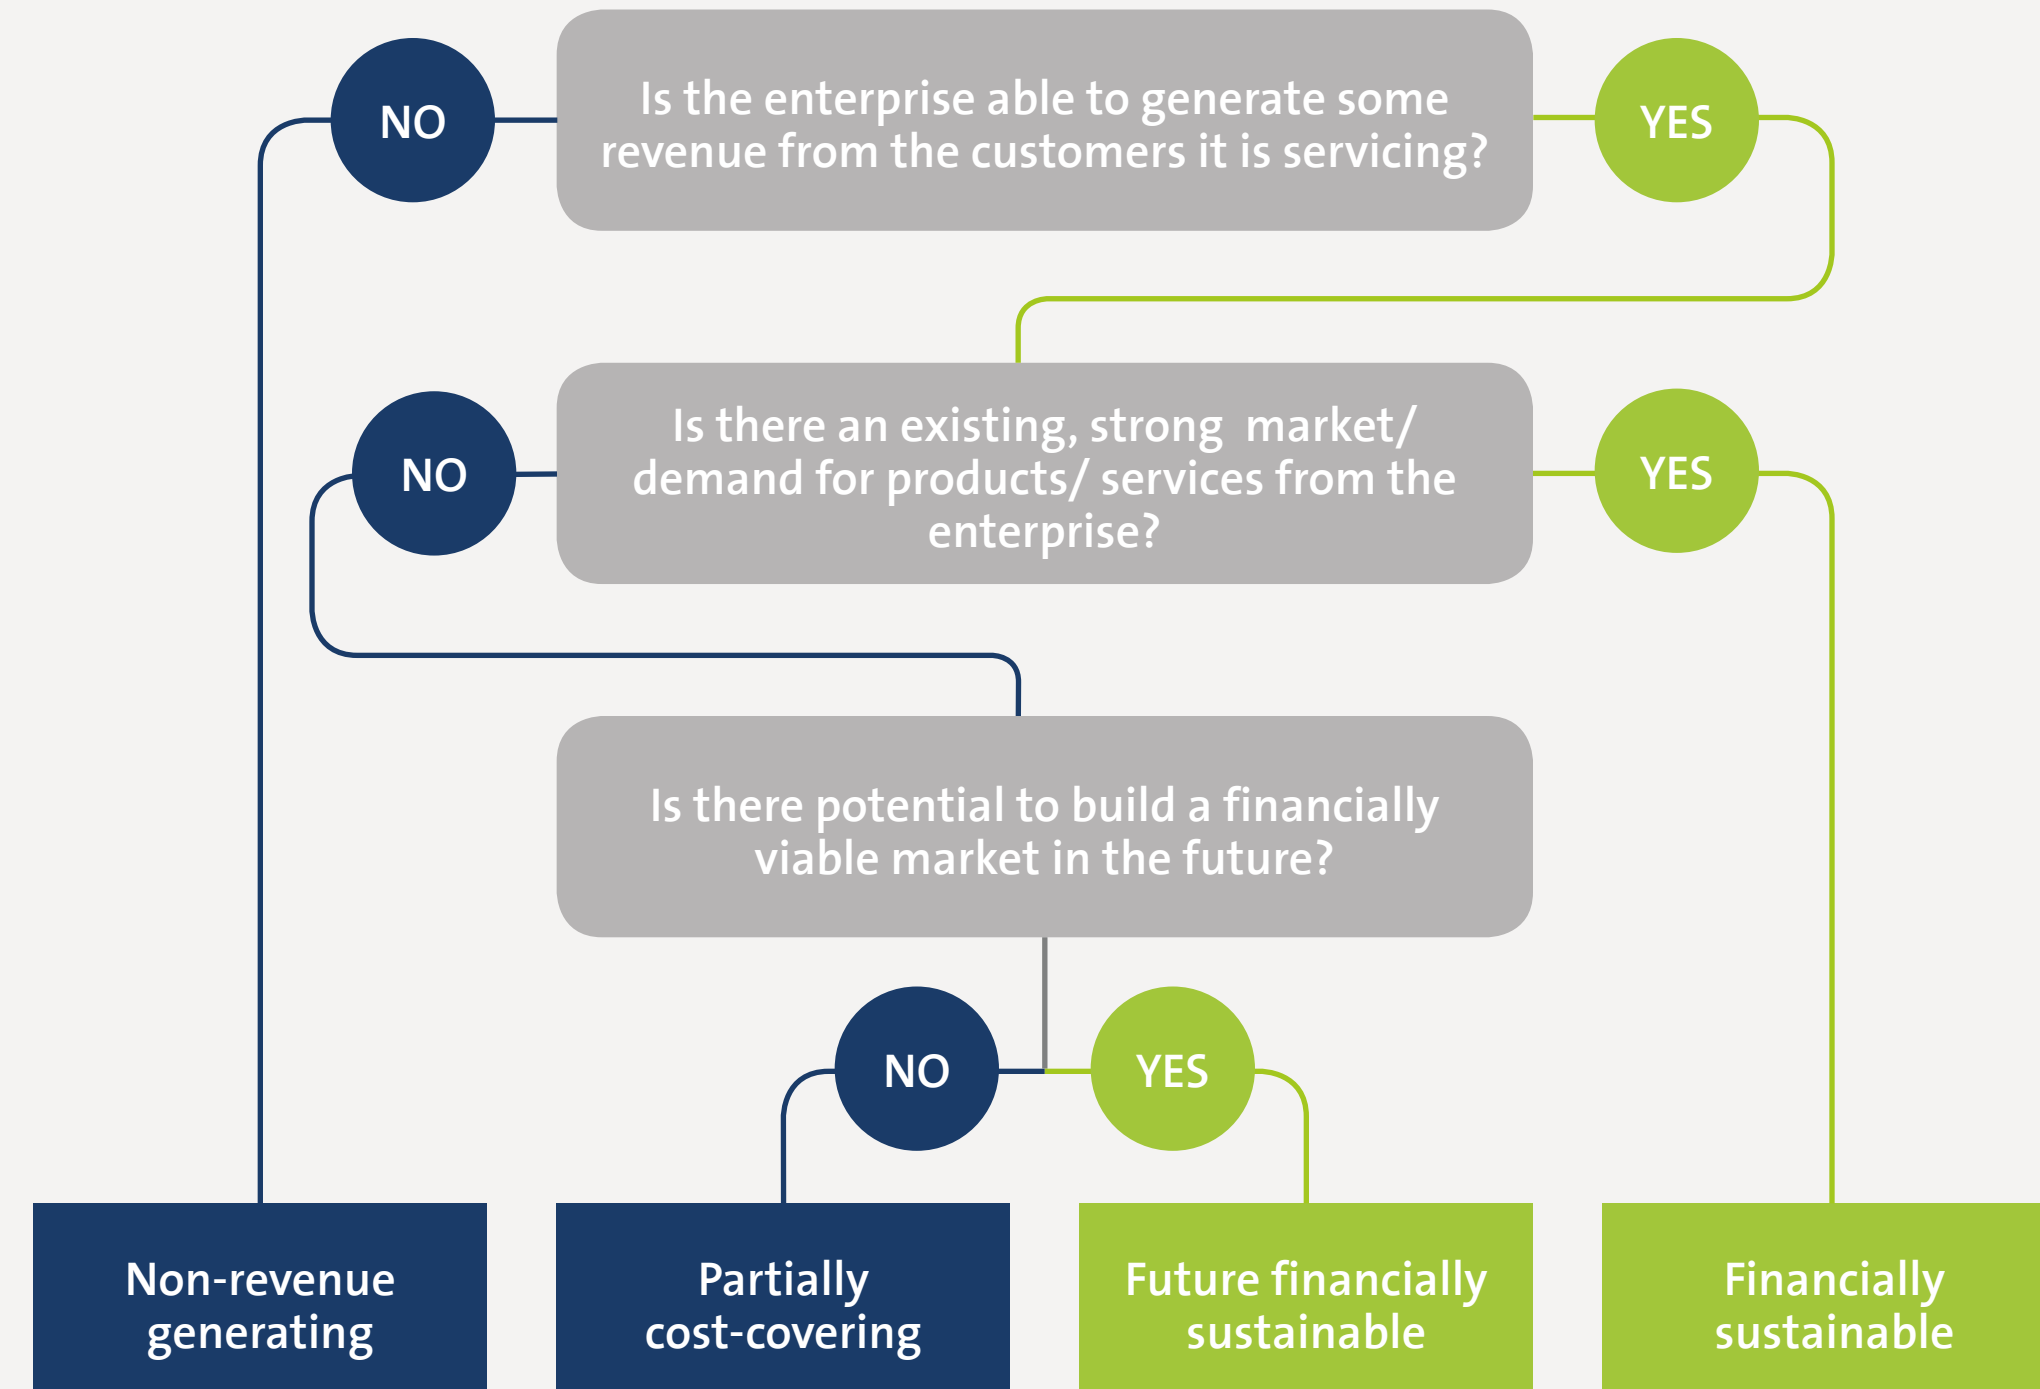 NO
Is the enterprise able to generate some
revenue from the customers it is servicing?
YES
NO
Is there an existing, strong market/
demand for products/ services from the
enterprise?
YES
Is there potential to build a financially
viable market in the future?
NO
YES
Non-revenue
generating
Partially
cost-covering
Future financially
sustainable
Financially
sustainable